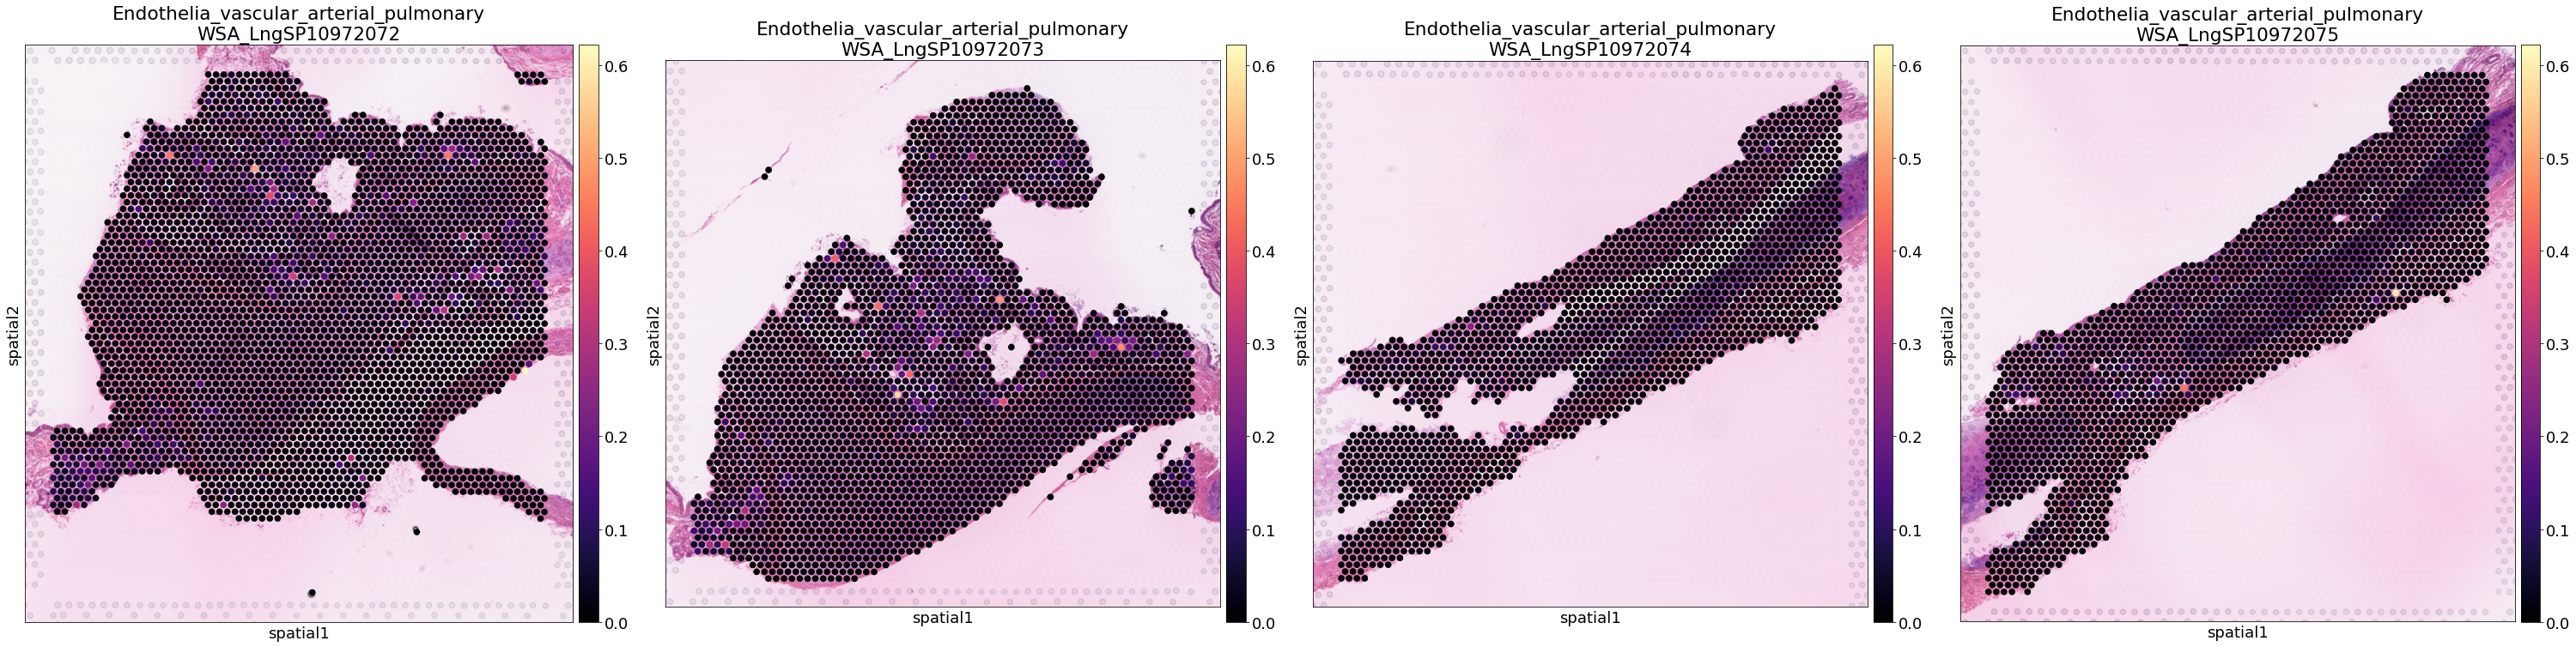 Endothelia_vascular_arterial_pulmonary
WSA_LngSP10972072
spatial2
spatial1
0.6
0.5
0.4
0.3
0.2
0.1
0.0
Endothelia_vascular_arterial_pulmonary
WSA_LngSP10972073
spatial2
spatial1
0.6
0.5
0.4
0.3
0.2
0.1
0.0
Endothelia_vascular_arterial_pulmonary
WSA_LngSP10972074
spatial2
spatial1
0.6
0.5
0.4
0.3
0.2
0.1
0.0
Endothelia_vascular_arterial_pulmonary
WSA_LngSP10972075
spatial2
spatial1
0.6
0.5
0.4
0.3
0.2
0.1
0.0